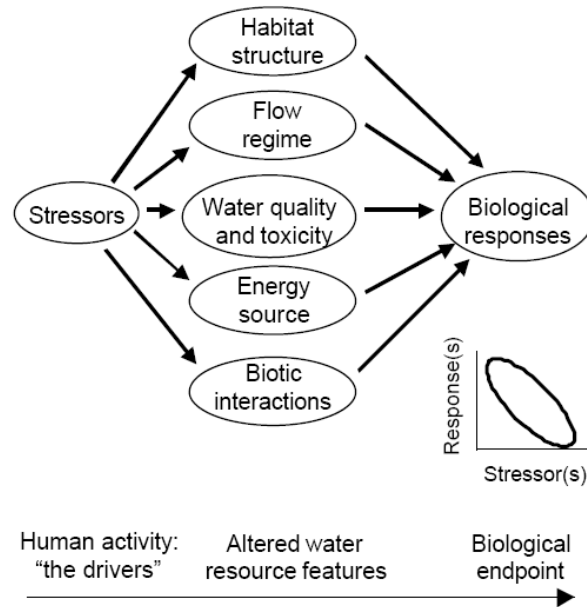 Habitat
structure
Flow
regime
Stressors
Water quality
and toxicity
Biological
responses
Energy
source
Biotic
interactions
Response(s)
Stressor(s)
Human activity:
“the drivers”
Altered water
resource features
Biological
endpoint